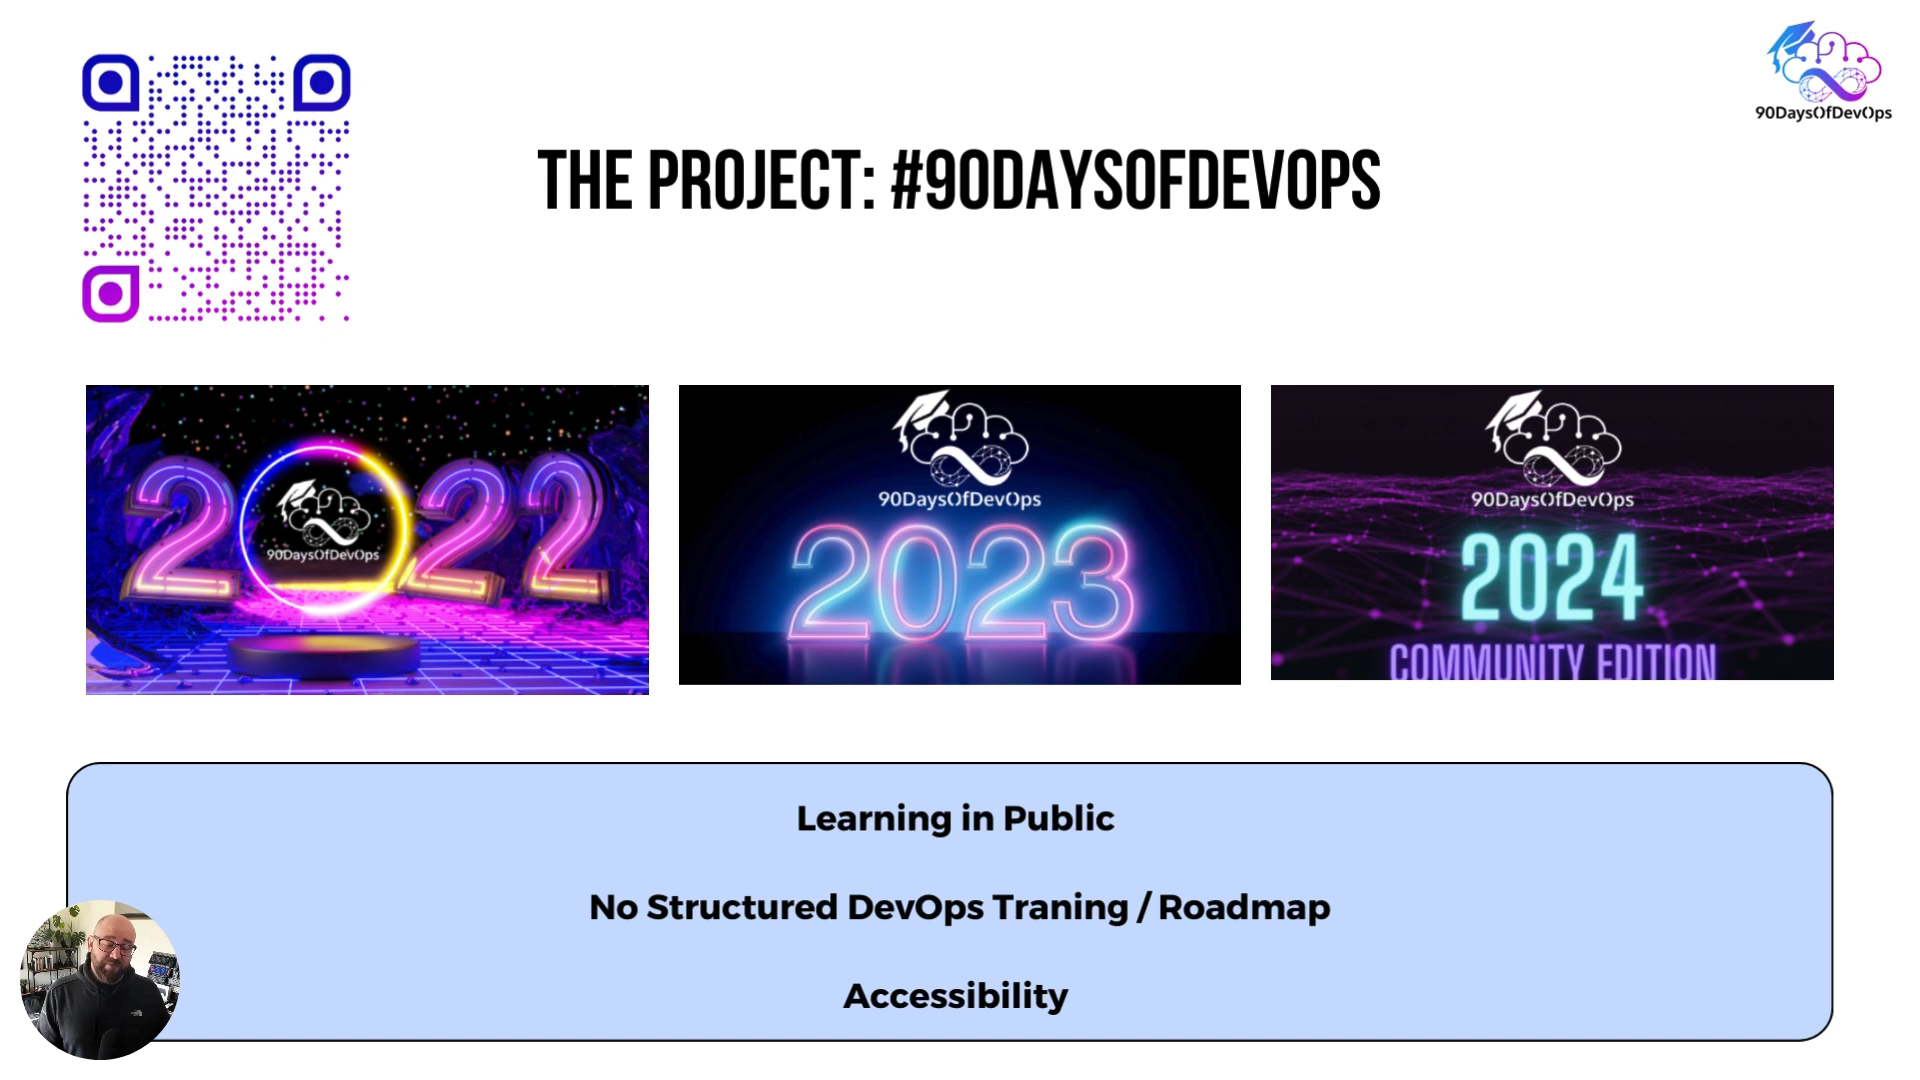 90DaysOfDevOps
THE PROJECT: #90DAYSOFDEVOPS
2022
90DaysOfDevOps
90DaysOfDevOps
2023
90DaysOfDevOps
2024
COMMUNITY EDITION
Learning in Public
No Structured DevOps Traning / Roadmap
Accessibility